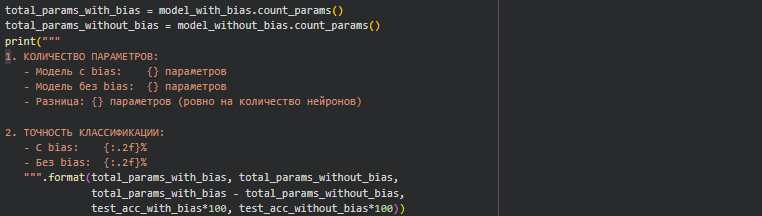 total_params_with_bias = model_with_bias.count_params()
total_params_without_bias = model_without_bias.count_params()
print("""
1. КОЛИЧЕСТВО ПАРАМЕТРОВ:
   - Модель с bias:    {} параметров
   - Модель без bias:  {} параметров
   - Разница: {} параметров (ровно на количество нейронов)

2. ТОЧНОСТЬ КЛАССИФИКАЦИИ:
   - С bias:    {:.2f}%
   - Без bias:  {:.2f}%
   """.format(total_params_with_bias, total_params_without_bias,
             total_params_with_bias - total_params_without_bias,
             test_acc_with_bias*100, test_acc_without_bias*100))